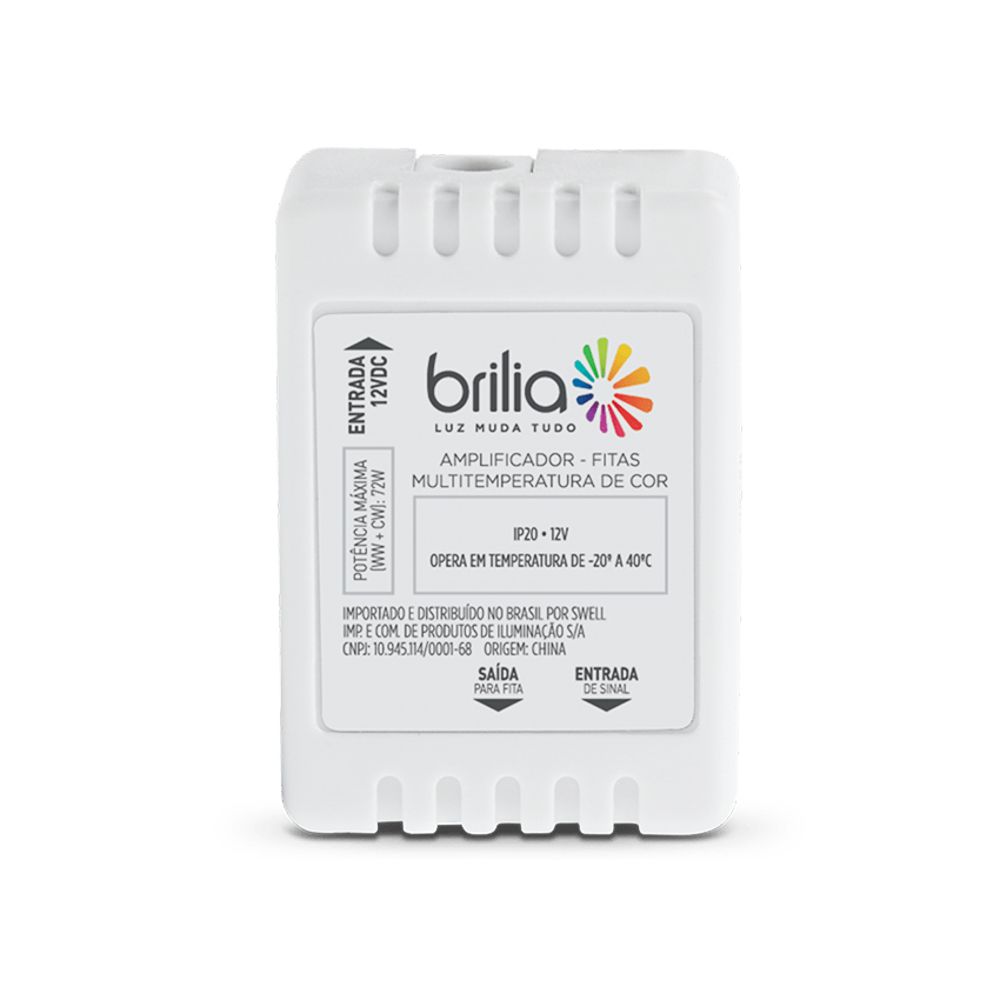 ENTRADA
12VDC
brilia
LUZ MUDA TUDO
AMPLIFICADOR - FITAS
MULTITEMPERATURA DE COR
POTÊNCIA MÁXIMA
(WW + CW): 72W
IP20 • 12V
OPERA EM TEMPERATURA DE -20º A 40ºC
IMPORTADO E DISTRIBUÍDO NO BRASIL POR SWELL
IMP. E COM. DE PRODUTOS DE ILUMINAÇÃO S/A
CNPJ: 10.945.114/0001-68 ORIGEM: CHINA
SAÍDA
PARA FITA
ENTRADA
DE SINAL